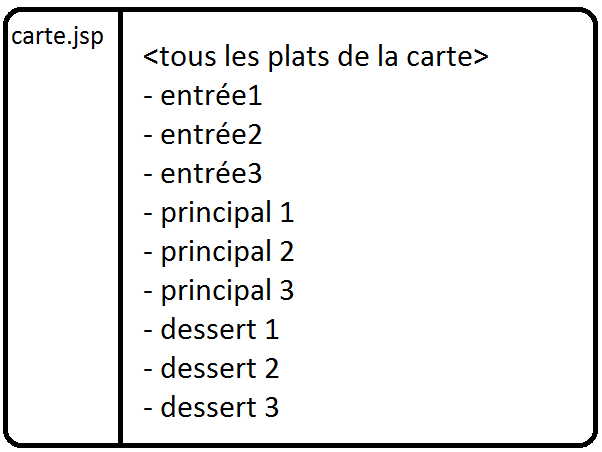 carte.jsp
<tous les plats de la carte>
- entrée1
- entrée2
- entrée3
- principal 1
- principal 2
- principal 3
- dessert 1
- dessert 2
- dessert 3